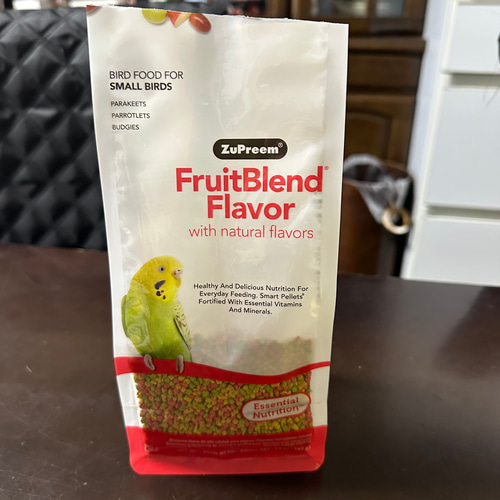 BIRD FOOD FOR
SMALL BIRDS
PARAKEETS
PARROTLETS
BUDGIES
ZuPreem®
FruitBlend®
Flavor
with natural flavors
Healthy And Delicious Nutrition For
Everyday Feeding. Smart Pellets®
Fortified With Essential Vitamins
And Minerals.
Essential
Nutrition™